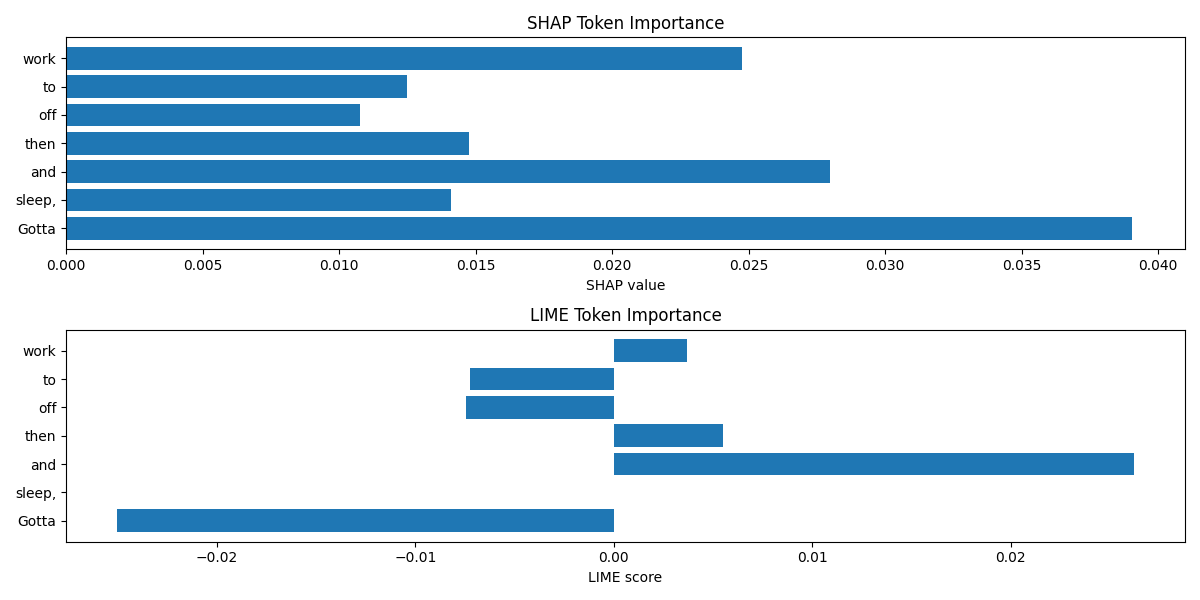 SHAP Token Importance
work
to
off
then
and
sleep,
Gotta
0.000 0.005 0.010 0.015 0.020 0.025 0.030 0.035 0.040
SHAP value
LIME Token Importance
work
to
off
then
and
sleep,
Gotta
−0.02 −0.01 0.00 0.01 0.02
LIME score